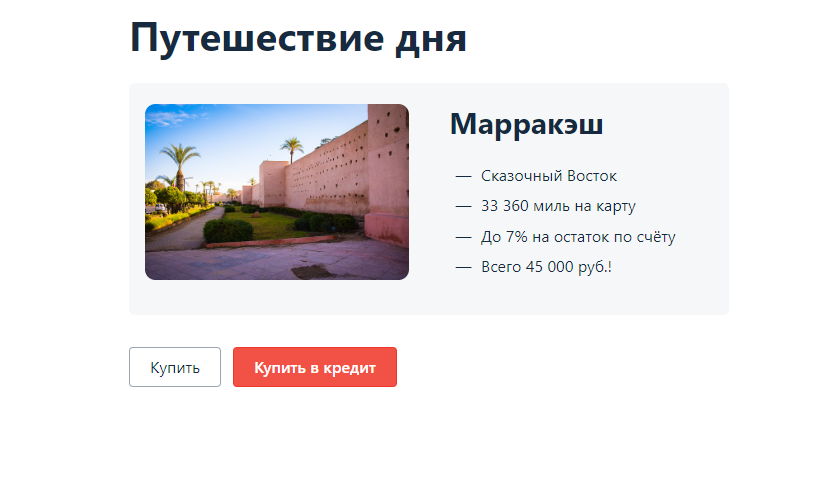 Путешествие дня
Марракэш
— Сказочный Восток
— 33 360 миль на карту
— До 7% на остаток по счёту
— Всего 45 000 руб.!
Купить
Купить в кредит